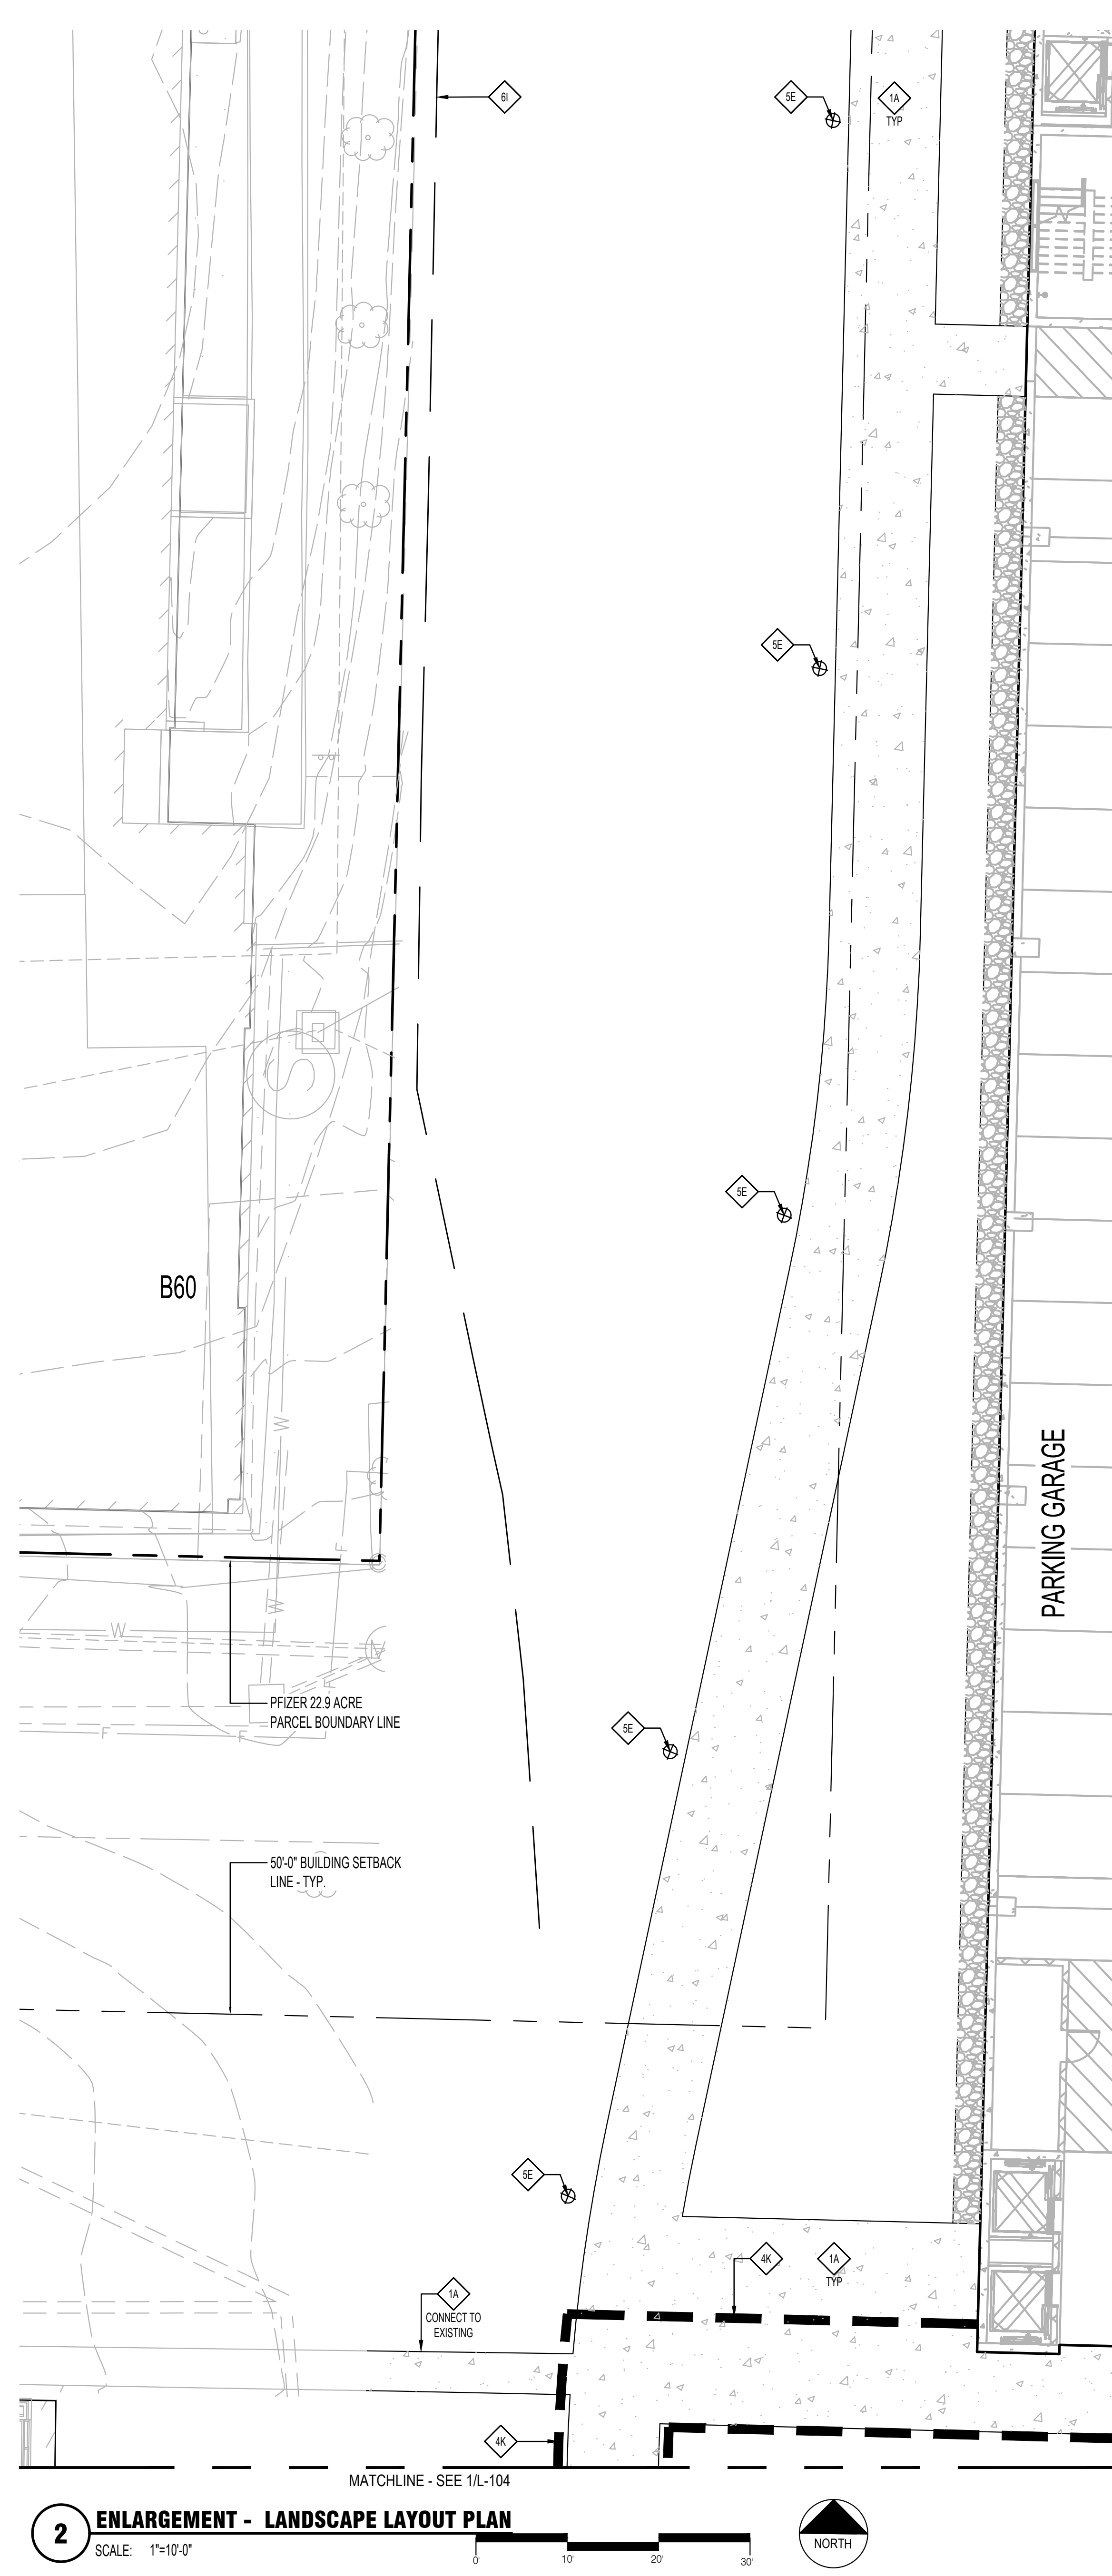 6I
5E
1A
TYP
5E
5E
B60
S
W
F
W
W
PARKING GARAGE
PFIZER 22.9 ACRE
PARCEL BOUNDARY LINE
F
F
5E
50'-0" BUILDING SETBACK
LINE - TYP.
5E
4K
1A
TYP
1A
CONNECT TO
EXISTING
4K
MATCHLINE - SEE 1/L-104
2
ENLARGEMENT - LANDSCAPE LAYOUT PLAN
SCALE: 1"=10'-0"
0' 10' 20' 30'
NORTH